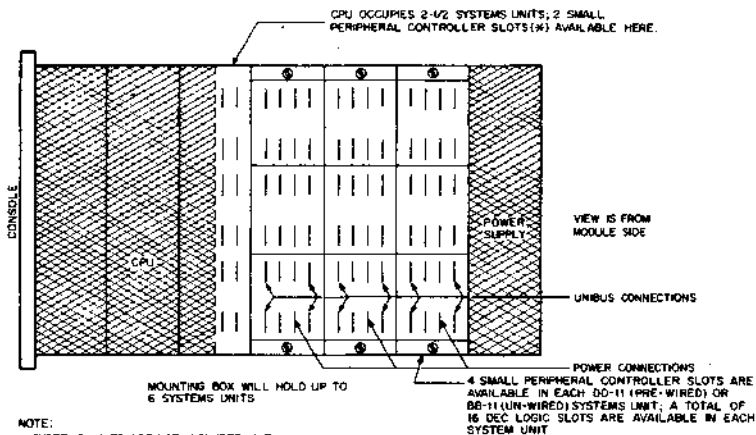 CPU OCCUPIES 2-1/2 SYSTEMS UNITS; 2 SMALL
PERIPHERAL CONTROLLER SLOTS(*) AVAILABLE HERE.
CONSOLE
CPU
POWER
SUPPLY
VIEW IS FROM
MODULE SIDE
UNIBUS CONNECTIONS
POWER CONNECTIONS
MOUNTING BOX WILL HOLD UP TO
6 SYSTEMS UNITS
4 SMALL PERIPHERAL CONTROLLER SLOTS ARE
AVAILABLE IN EACH DD-11 (PRE-WIRED) OR
BB-11 (UN-WIRED) SYSTEMS UNIT; A TOTAL OF
16 DEC LOGIC SLOTS ARE AVAILABLE IN EACH
SYSTEM UNIT
NOTE: